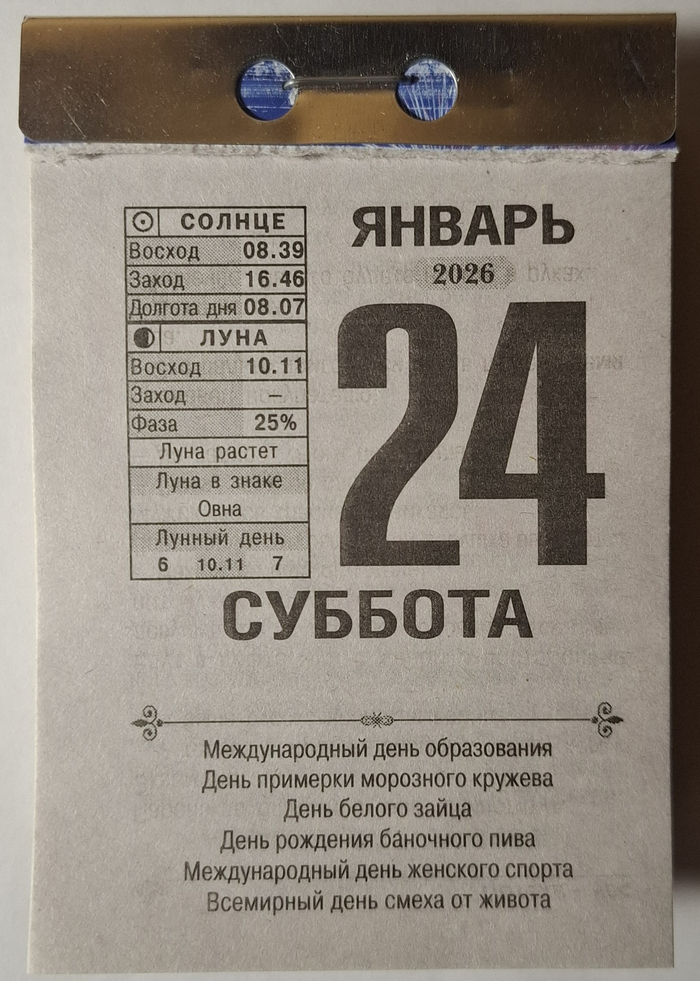 СОЛНЦЕ
Восход 08.39
Заход 16.46
Долгота дня 08.07
ЛУНА
Восход 10.11
Заход –
Фаза 25%
Луна растет
Луна в знаке
Овна
Лунный день
6 10.11 7
ЯНВАРЬ
2026
24
СУББОТА
Международный день образования
День примерки морозного кружева
День белого зайца
День рождения баночного пива
Международный день женского спорта
Всемирный день смеха от живота